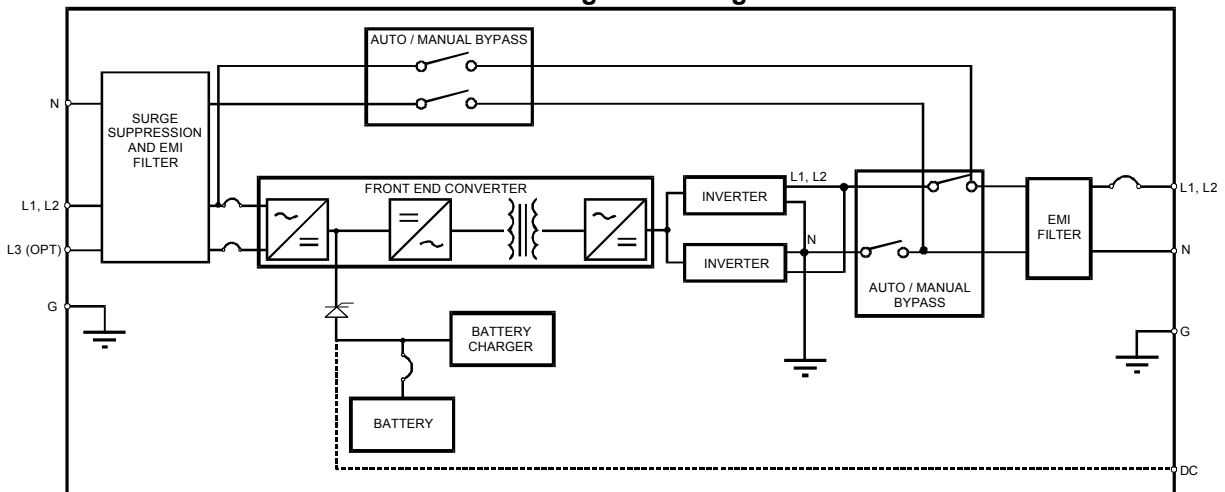 AUTO / MANUAL BYPASS
N
SURGE
SUPPRESSION
AND EMI
FILTER
L1, L2
L3 (OPT)
G
FRONT END CONVERTER
INVERTER
INVERTER
L1, L2
N
AUTO / MANUAL
BYPASS
EMI
FILTER
L1, L2
N
G
BATTERY
CHARGER
BATTERY
DC